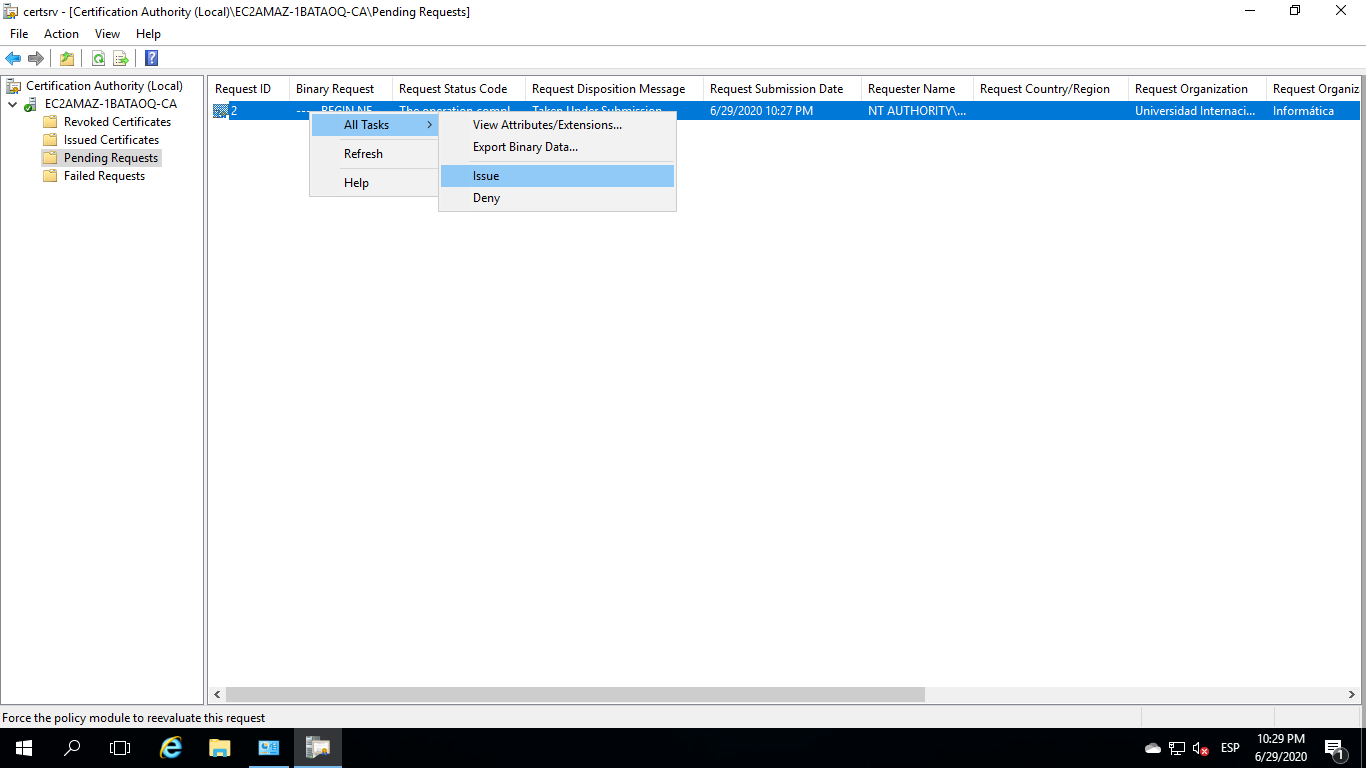 certsrv - [Certification Authority (Local)\EC2AMAZ-1BATAOQ-CA\Pending Requests]
File Action View Help
Certification Authority (Local)
EC2AMAZ-1BATAOQ-CA
Revoked Certificates
Issued Certificates
Pending Requests
Failed Requests
Request ID Binary Request Request Status Code Request Disposition Message Request Submission Date Requester Name Request Country/Region Request Organization Request Organiz
2 -----BEGIN NE... The operation compl... Taken Under Submission 6/29/2020 10:27 PM NT AUTHORITY\... Universidad Internaci... Informática
All Tasks
Refresh
Help
View Attributes/Extensions...
Export Binary Data...
Issue
Deny
Force the policy module to reevaluate this request
ESP
10:29 PM
6/29/2020
1